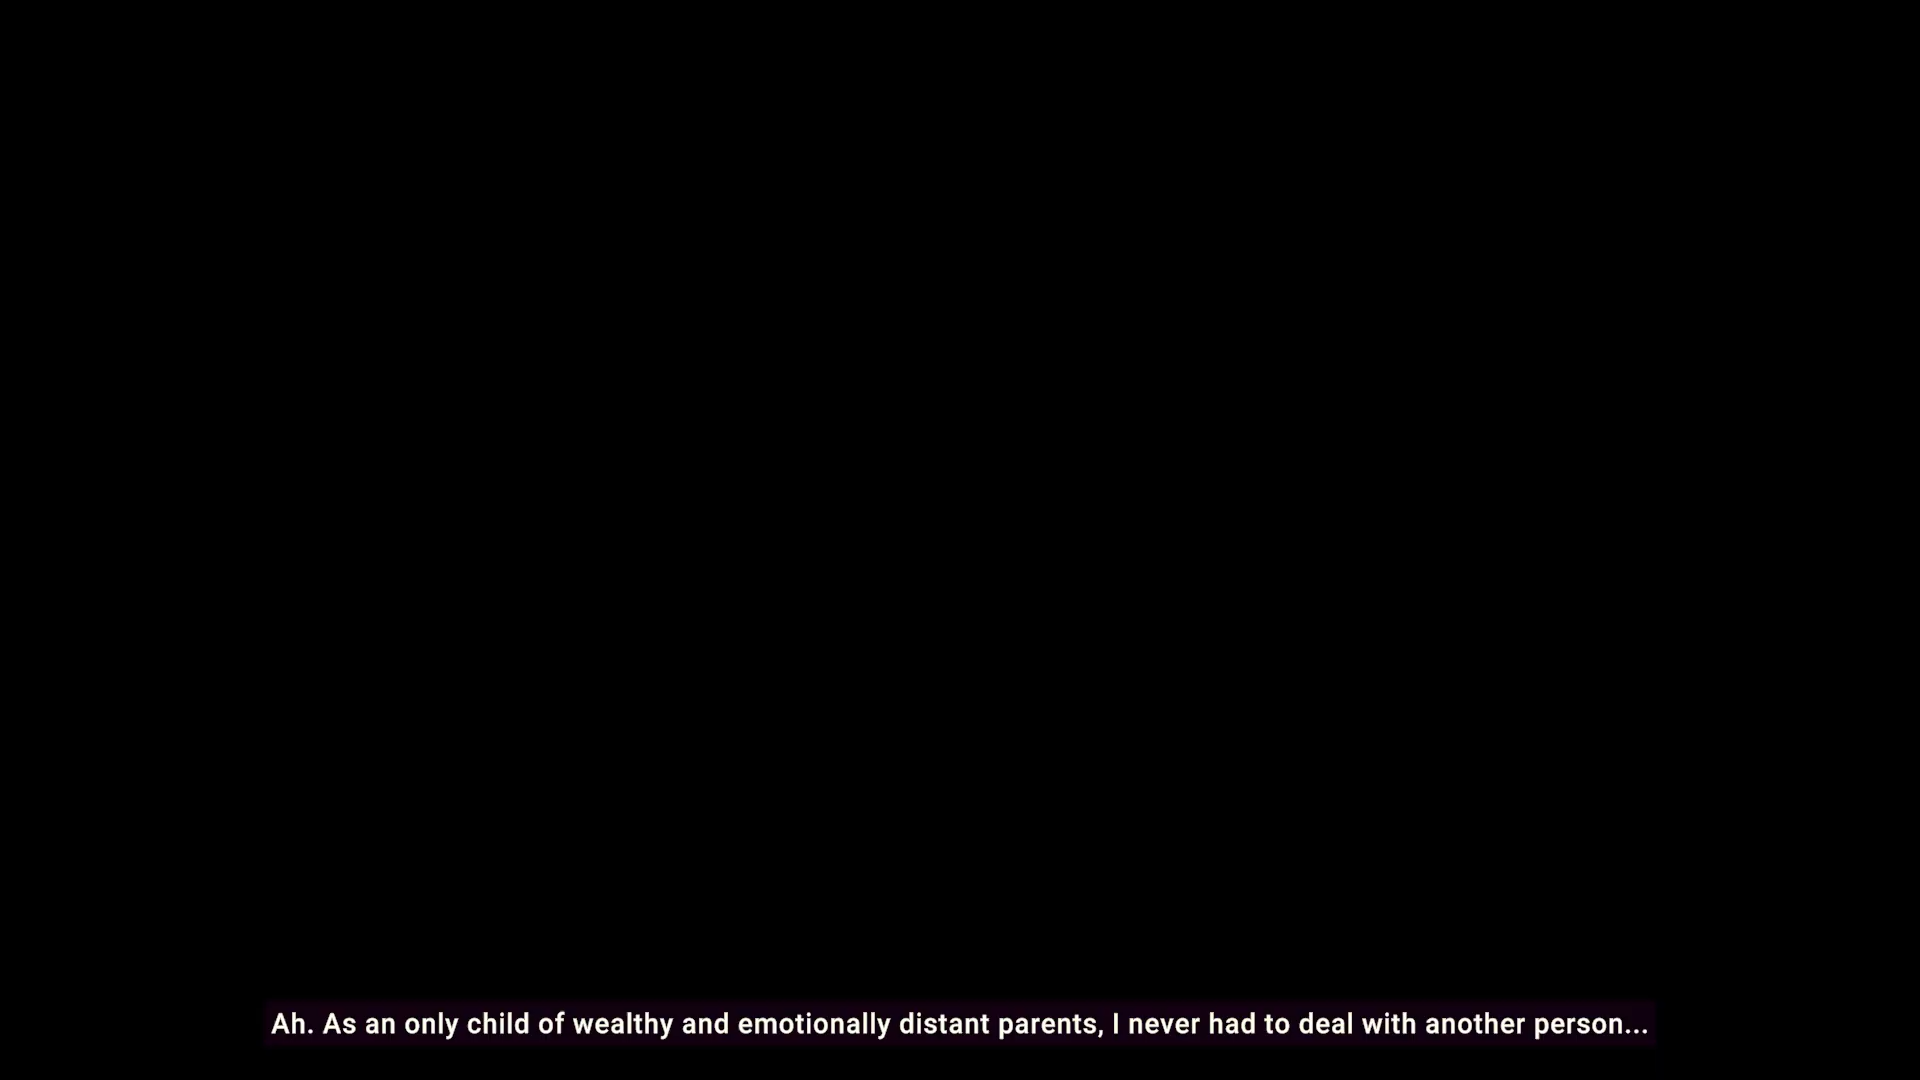 Ah. As an only child of wealthy and emotionally distant parents, I never had to deal with another person...